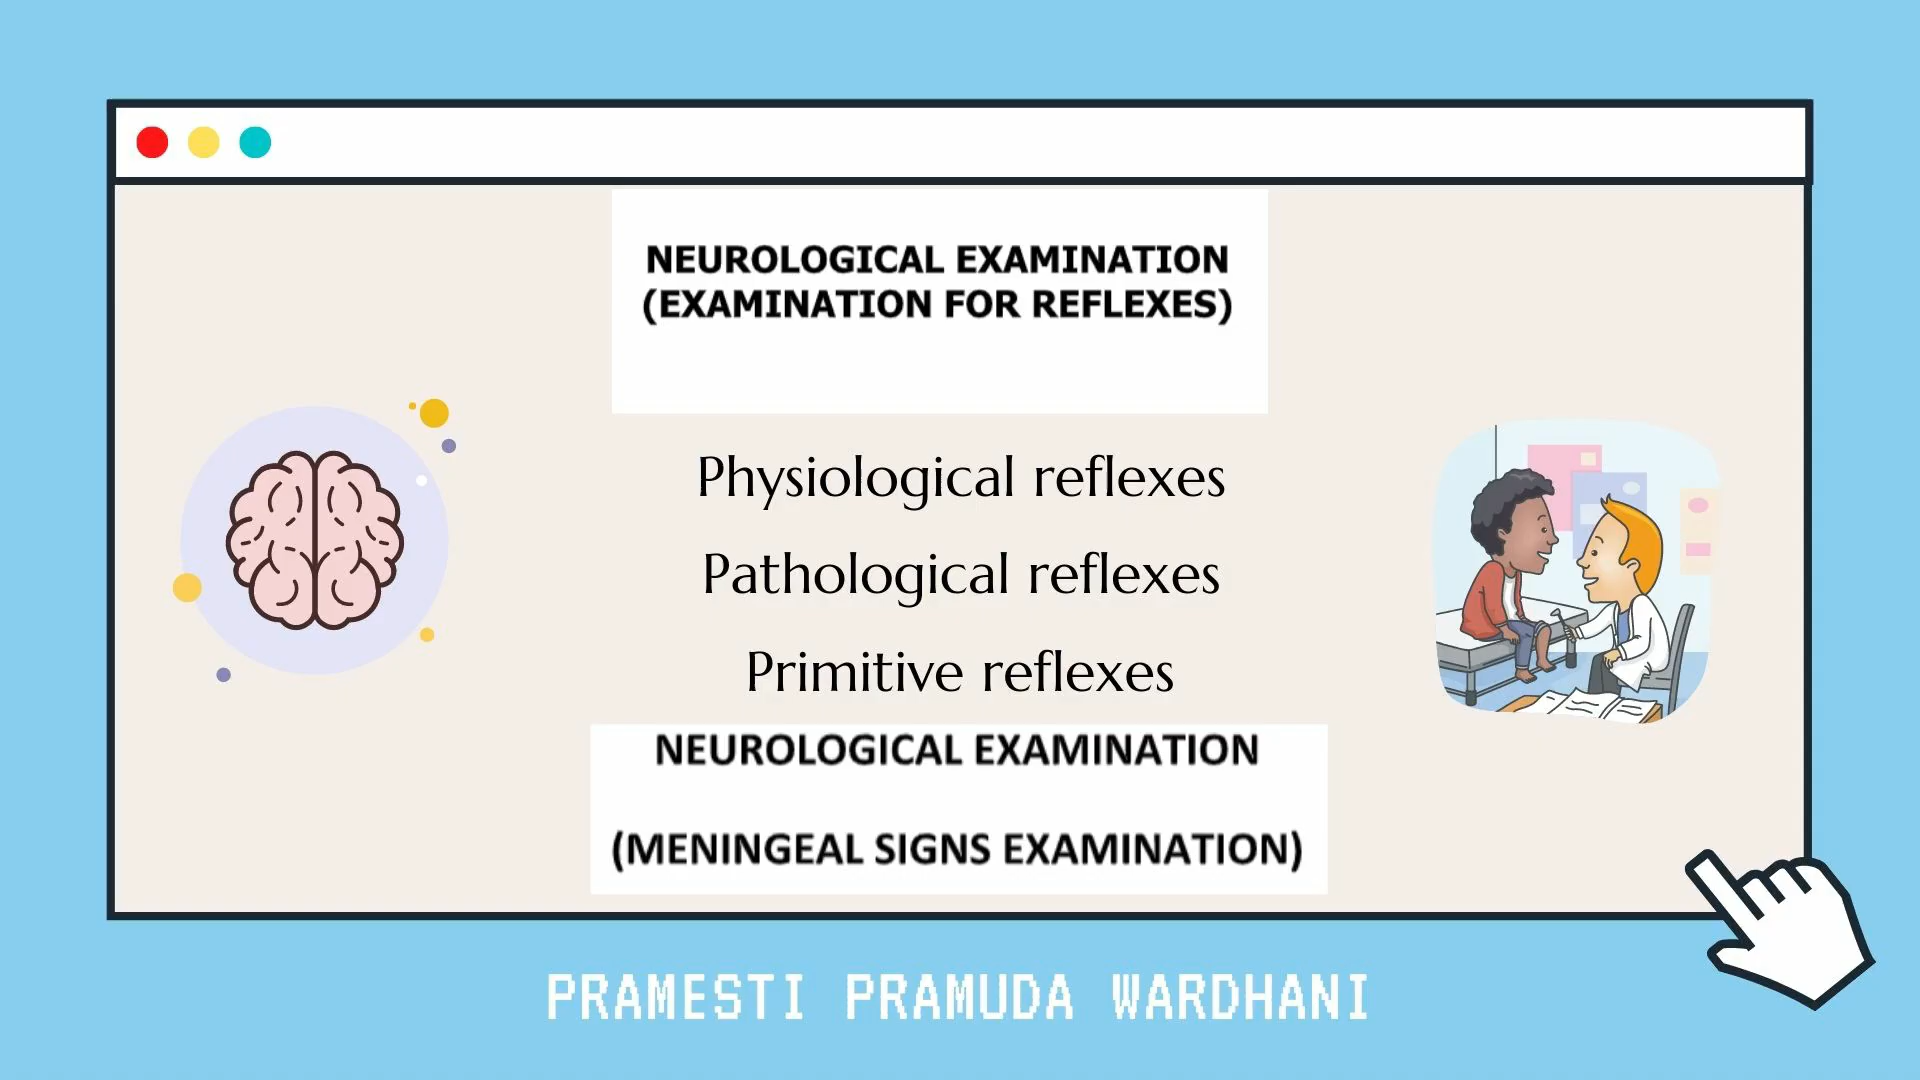 NEUROLOGICAL EXAMINATION
(EXAMINATION FOR REFLEXES)
Physiological reflexes
Pathological reflexes
Primitive reflexes
NEUROLOGICAL EXAMINATION
(MENINGEAL SIGNS EXAMINATION)
PRAMESTI PRAMUDA WARDHANI